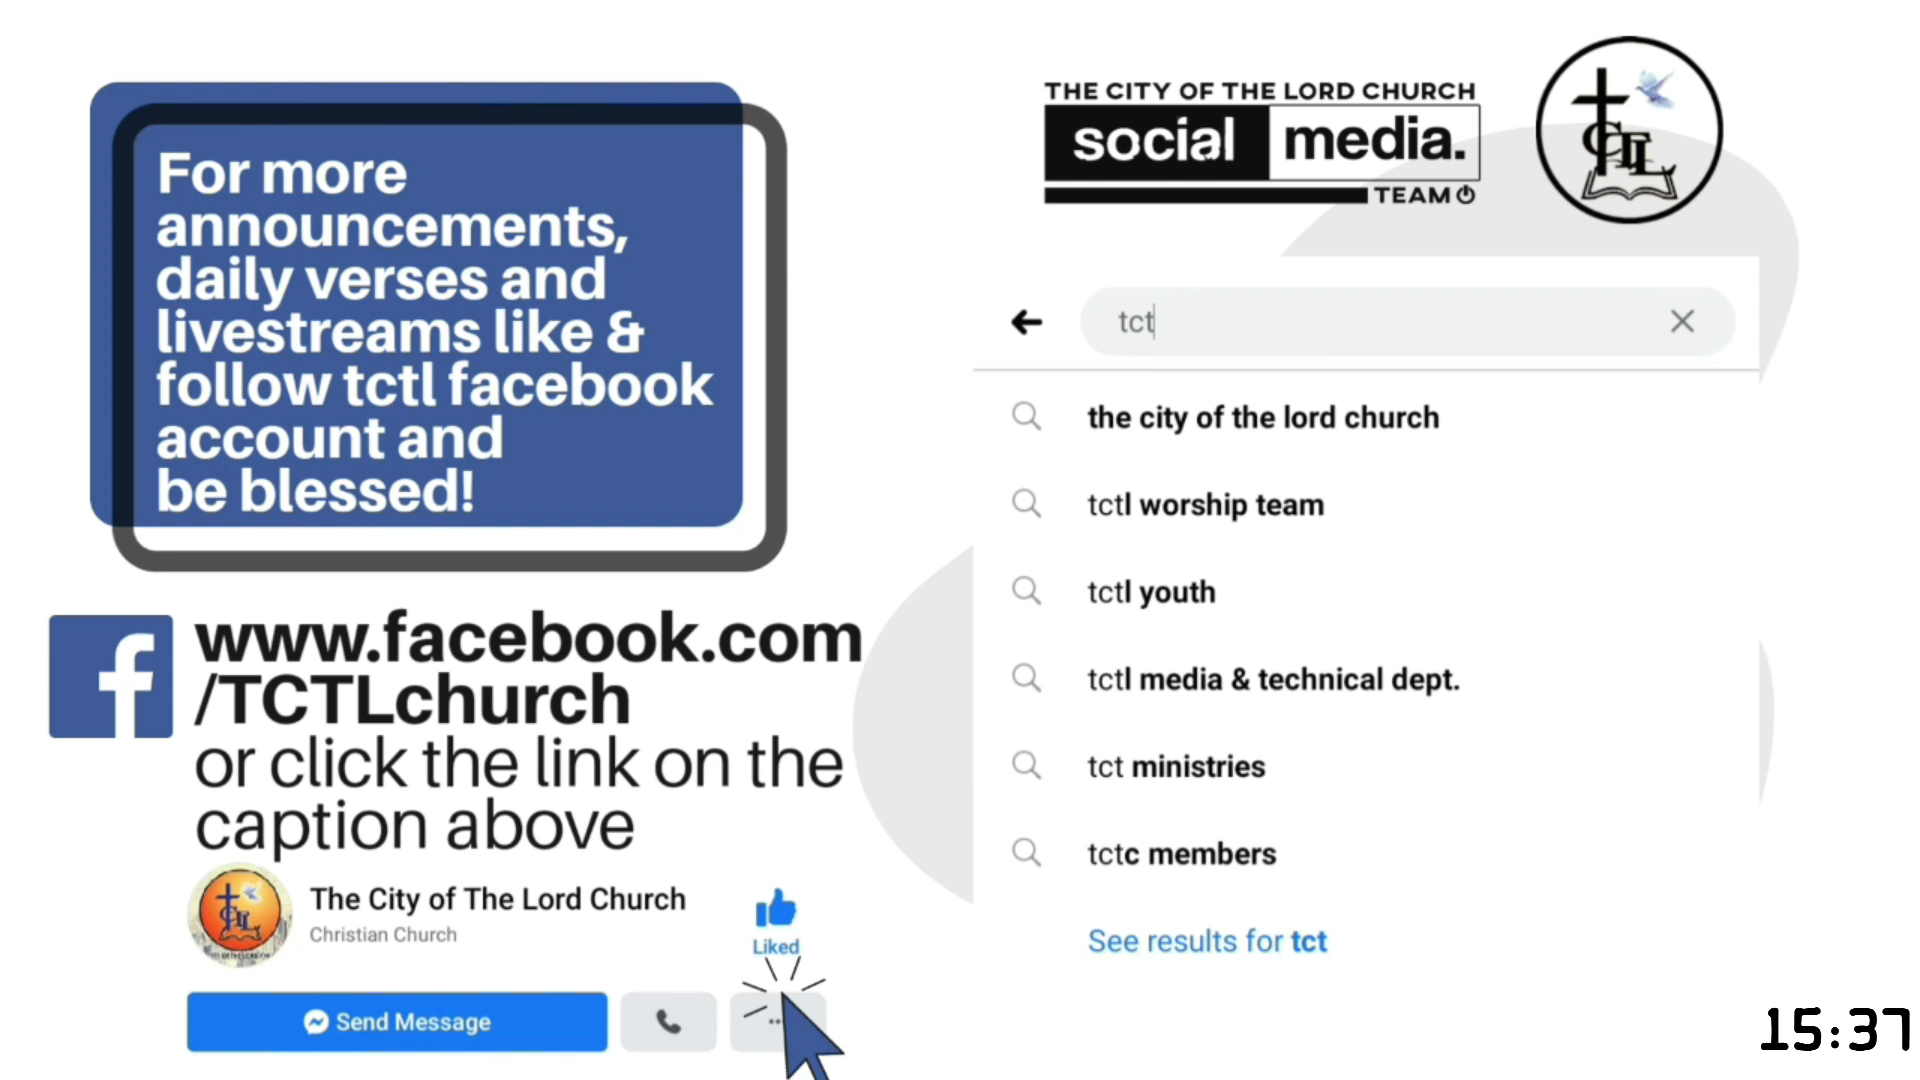 For more
announcements,
daily verses and
livestreams like &
follow tctl facebook
account and
be blessed!
www.facebook.com
/TCTLchurch
or click the link on the
caption above
The City of The Lord Church
Christian Church
Liked
Send Message
THE CITY OF THE LORD CHURCH
social media.
TEAM
CTL
tct
the city of the lord church
tctl worship team
tctl youth
tctl media & technical dept.
tct ministries
tctc members
See results for tct
15:37